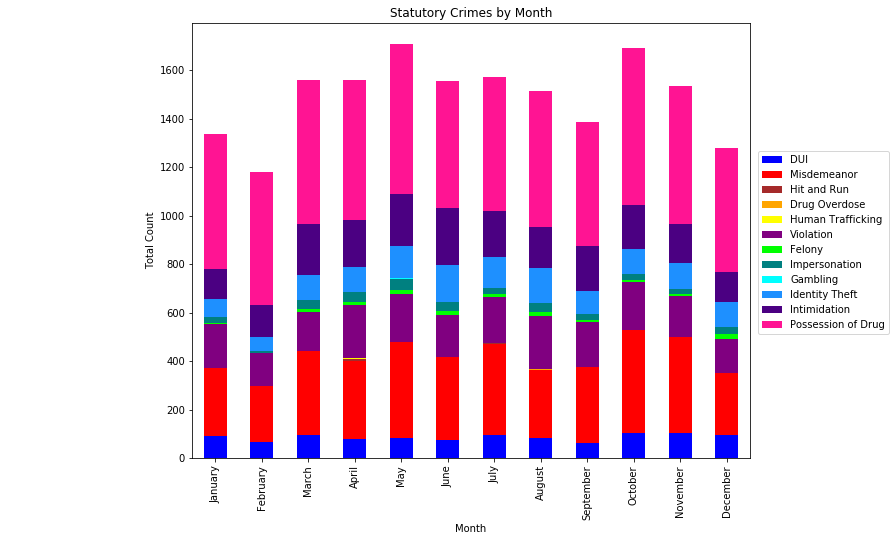 Statutory Crimes by Month
Total Count
1600
1400
1200
1000
800
600
400
200
0
January
February
March
April
May
June
July
August
September
October
November
December
Month
DUI
Misdemeanor
Hit and Run
Drug Overdose
Human Trafficking
Violation
Felony
Impersonation
Gambling
Identity Theft
Intimidation
Possession of Drug